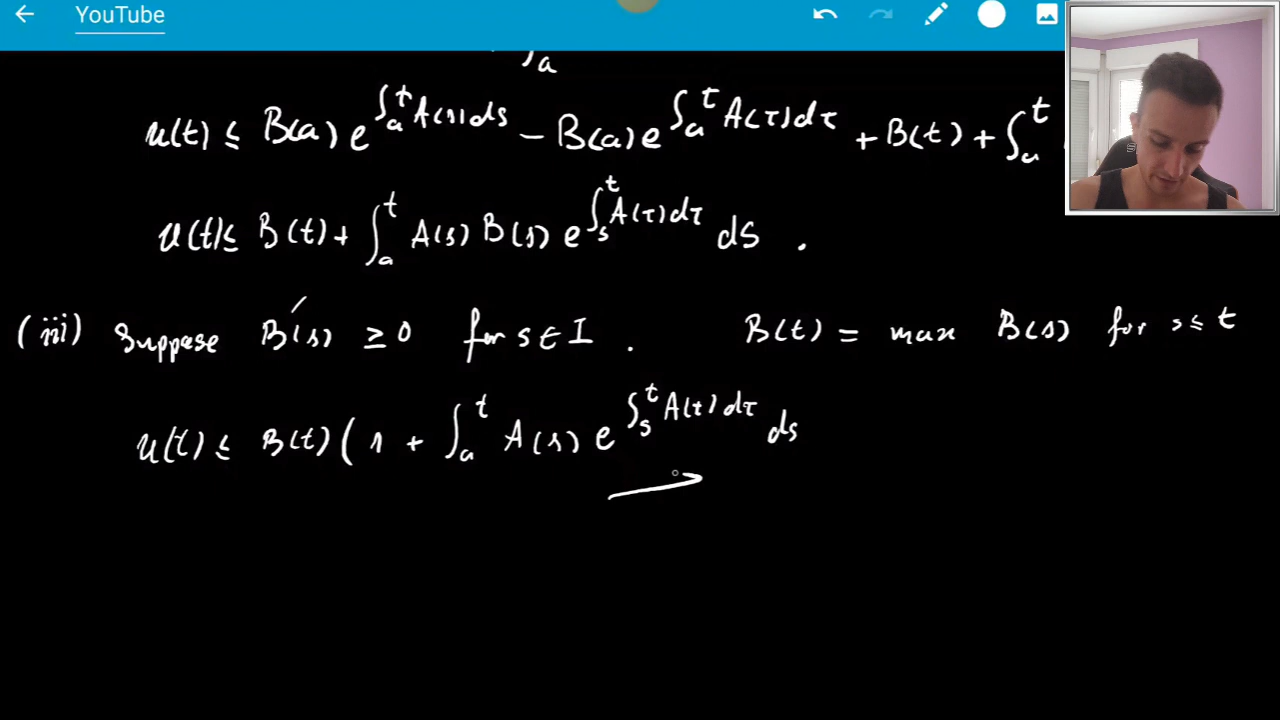 YouTube
∫_a
u(t) ≤ B(a) e^{∫_a^t A(s) ds} − B(a) e^{∫_a^t A(τ) dτ} + B(t) + ∫_a^t
u(t) ≤ B(t) + ∫_a^t A(s) B(s) e^{∫_s^t A(τ) dτ} ds .
(iii) Suppose B'(s) ≥ 0 for s ∈ I . B(t) = max B(s) for s ≤ t
u(t) ≤ B(t) ( 1 + ∫_a^t A(s) e^{∫_s^t A(τ) dτ} ds